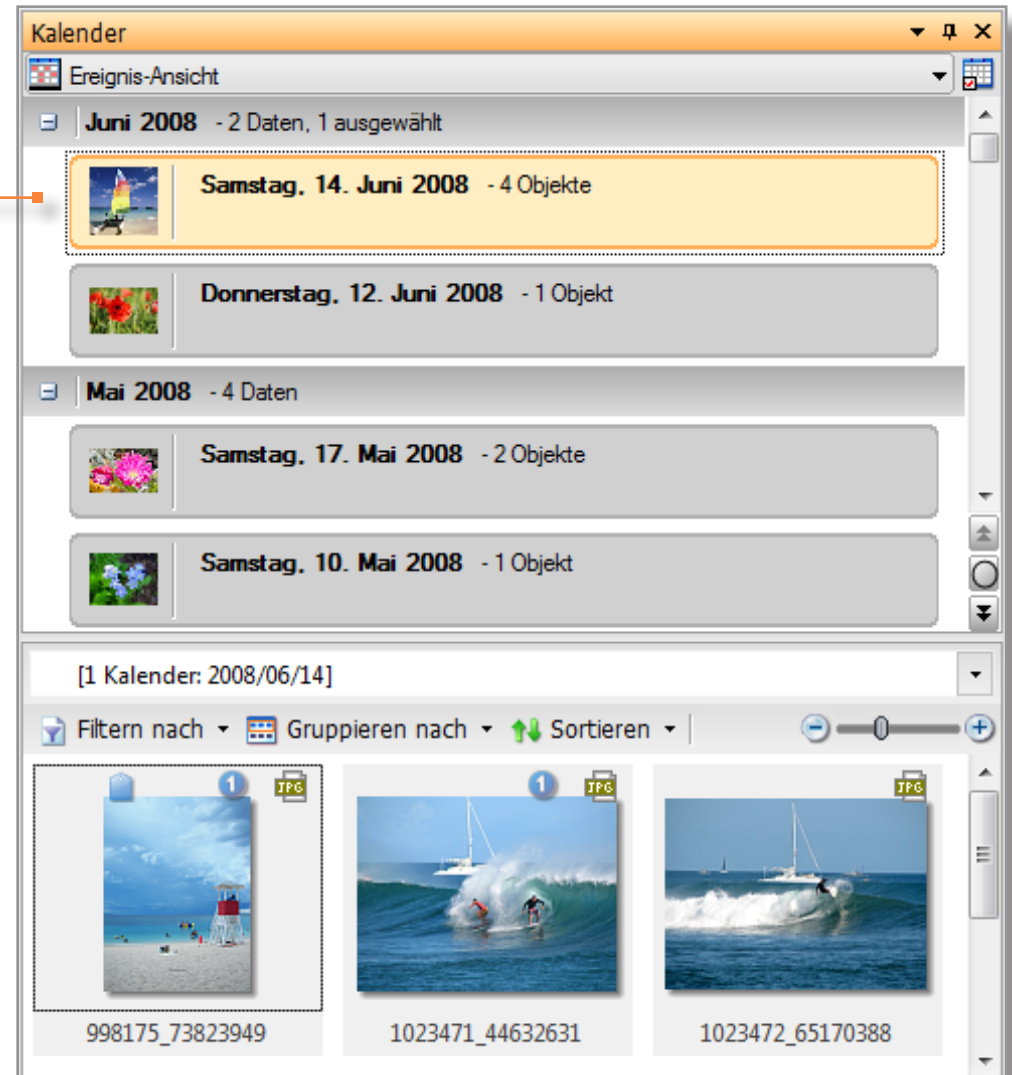 Kalender
Ereignis-Ansicht
Juni 2008 - 2 Daten, 1 ausgewählt
Samstag, 14. Juni 2008 - 4 Objekte
Donnerstag, 12. Juni 2008 - 1 Objekt
Mai 2008 - 4 Daten
Samstag, 17. Mai 2008 - 2 Objekte
Samstag, 10. Mai 2008 - 1 Objekt
[1 Kalender: 2008/06/14]
Filtern nach Gruppieren nach Sortieren
1 JPG 1 JPG JPG
998175_73823949 1023471_44632631 1023472_65170388